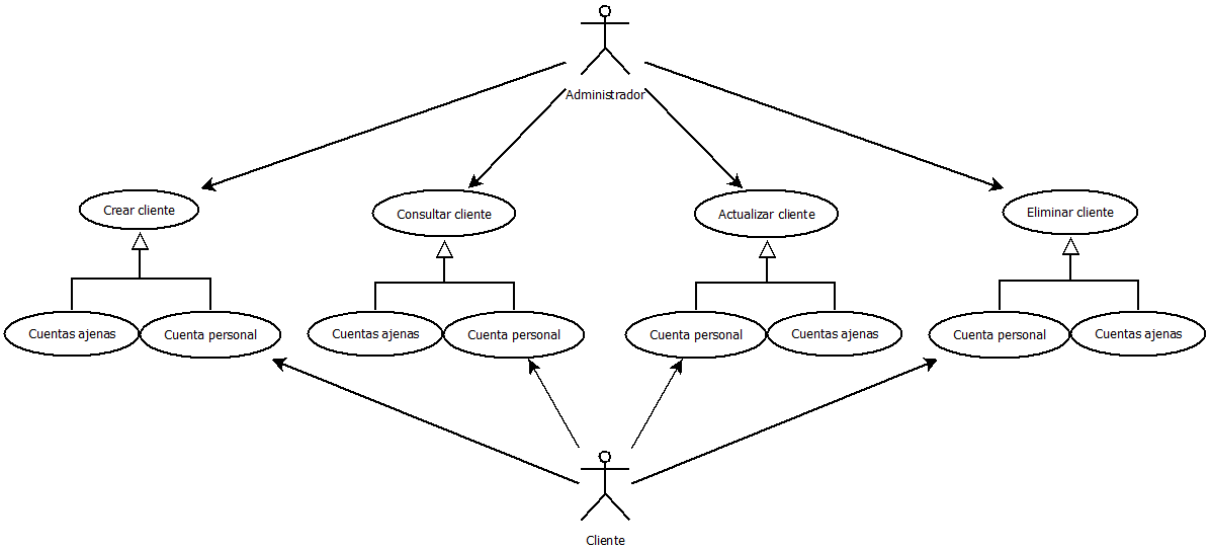 Administrador
Crear cliente
Consultar cliente
Actualizar cliente
Eliminar cliente
Cuentas ajenas
Cuenta personal
Cuentas ajenas
Cuenta personal
Cuenta personal
Cuentas ajenas
Cuenta personal
Cuentas ajenas
Cliente